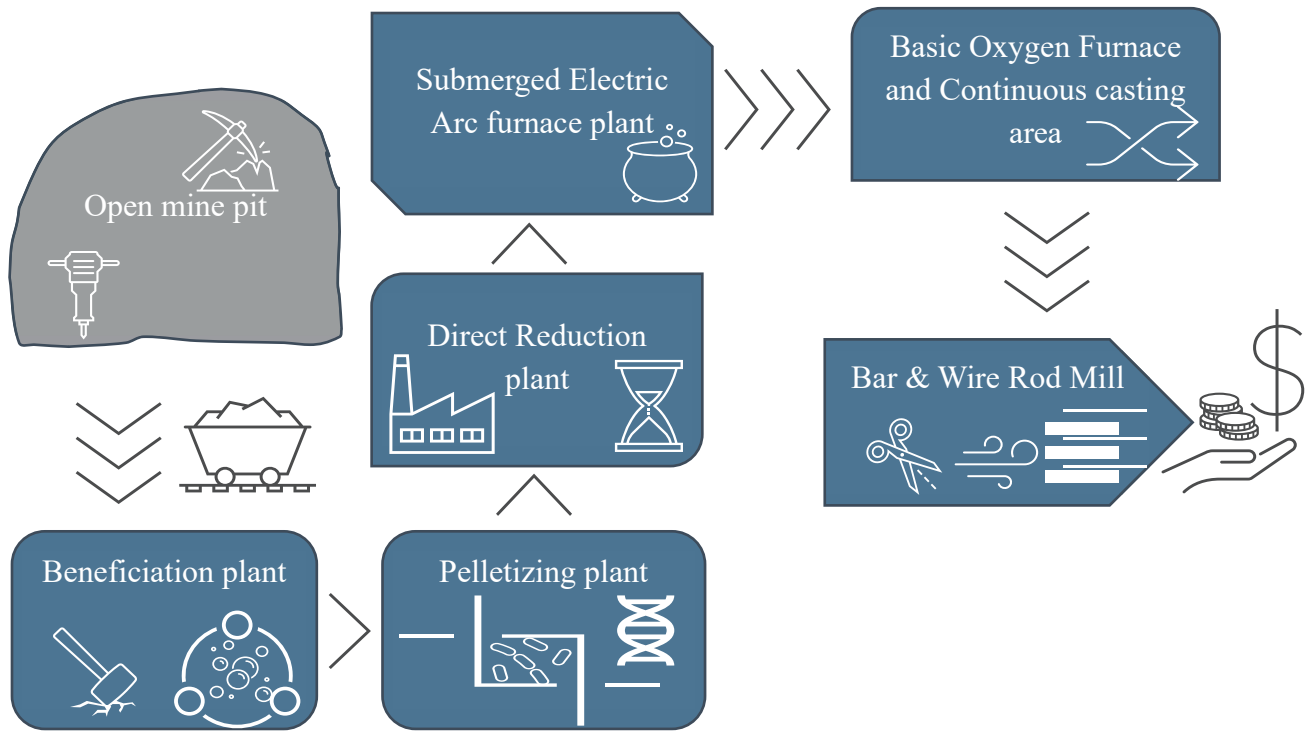 Open mine pit
Beneficiation plant
Pelletizing plant
Direct Reduction
plant
Submerged Electric
Arc furnace plant
Basic Oxygen Furnace
and Continuous casting
area
Bar & Wire Rod Mill